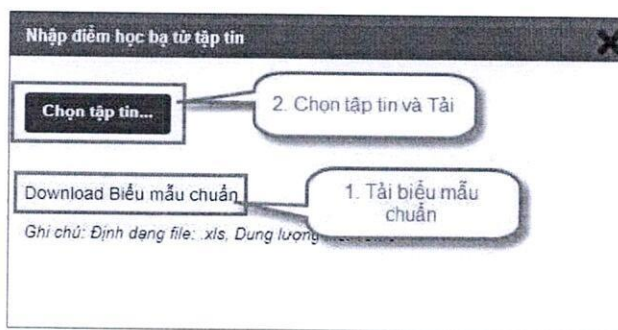 Nhập điểm học bạ từ tập tin
Chọn tập tin...
2. Chọn tập tin và Tải
Download Biểu mẫu chuẩn
1. Tải biểu mẫu
chuẩn
Ghi chú: Định dạng file: .xls, Dung lượng